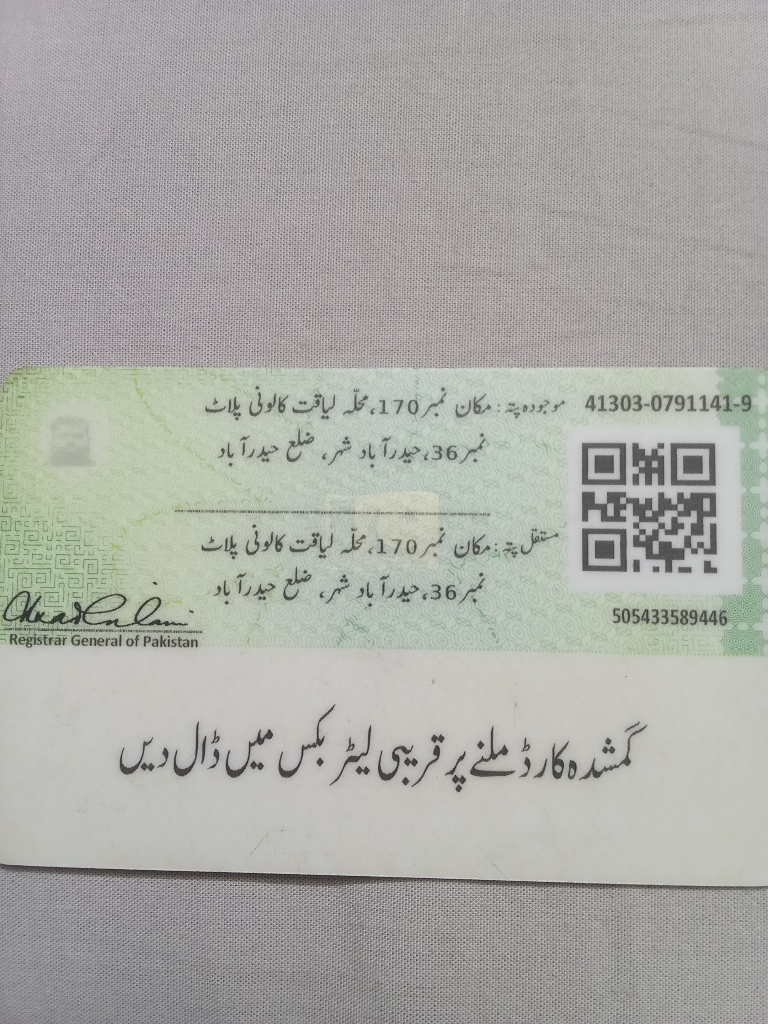 41303-0791141-9
موجودہ پتہ: مکان نمبر 170، محلّہ لیاقت کالونی پلاٹ
نمبر 36، حیدرآباد شہر، ضلع حیدرآباد
مستقل پتہ: مکان نمبر 170، محلّہ لیاقت کالونی پلاٹ
نمبر 36، حیدرآباد شہر، ضلع حیدرآباد
505433589446
Registrar General of Pakistan
گمشدہ کارڈ ملنے پر قریبی لیٹر بکس میں ڈال دیں